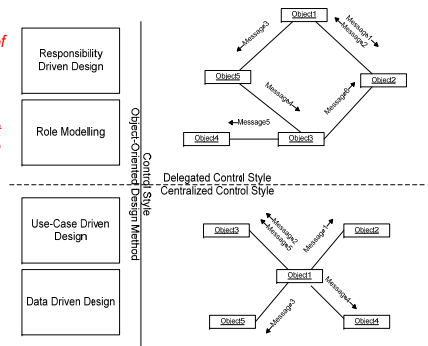 of
Responsibility
Driven Design
Role Modelling
Use-Case Driven
Design
Data Driven Design
Control Style
Object-Oriented Design Method
Object1
Message3
Message1
Message2
Object5
Object2
Message4
Message6
Message5
Object4
Object3
Delegated Control Style
Centralized Control Style
Object3
Message2
Message5
Message1
Object2
Object1
Message3
Message4
Object5
Object4